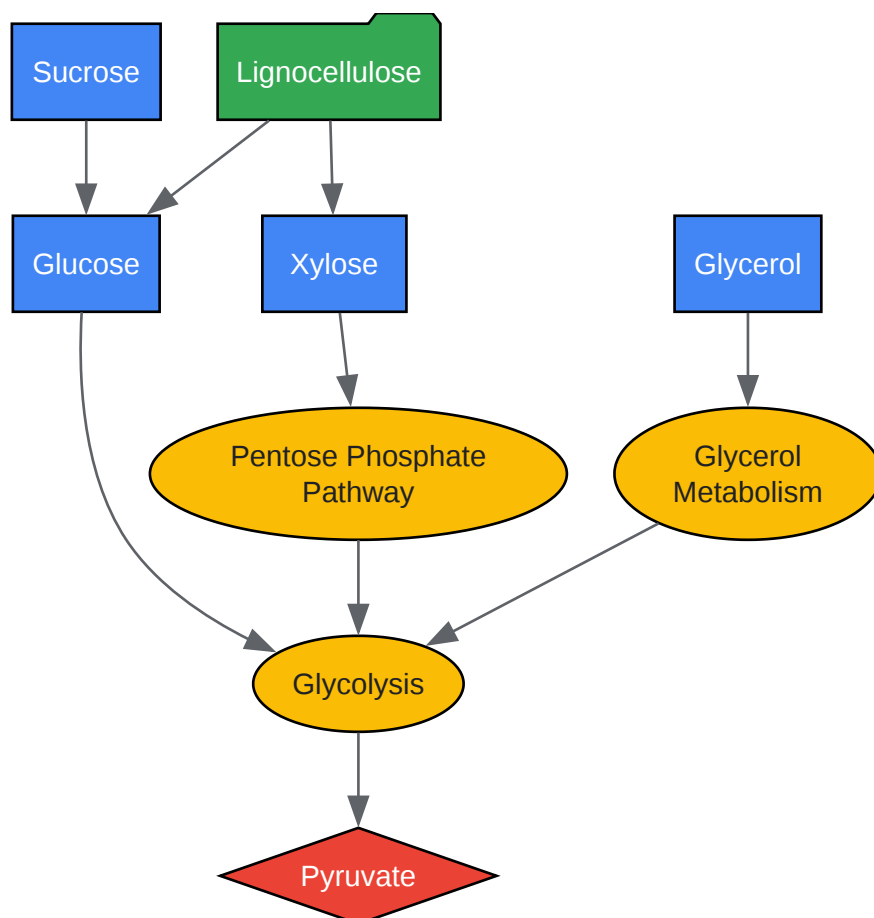 Sucrose
Lignocellulose
Glucose
Xylose
Glycerol
Pentose Phosphate
Pathway
Glycerol
Metabolism
Glycolysis
Pyruvate